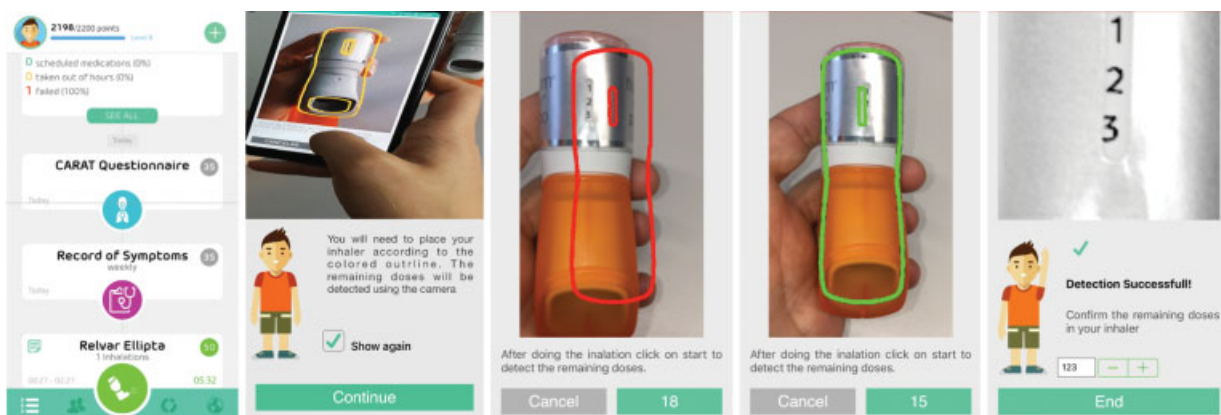 2198/2200 points
Level 8
0 scheduled medications (0%)
0 taken out of hours (0%)
1 failed (100%)
SEE ALL
Today
CARAT Questionnaire
35
Today
Record of Symptoms
35
weekly
Today
Relvar Ellipta
50
1 Inhalations
00:27 - 02:27
05:32
You will need to place your
inhaler according to the
colored outrline. The
remaining doses will be
detected using the camera
Show again
Continue
After doing the inalation click on start to
detect the remaining doses.
Cancel
18
After doing the inalation click on start to
detect the remaining doses.
Cancel
15
1
2
3
Detection Successfull!
Confirm the remaining doses
in your inhaler
123
End